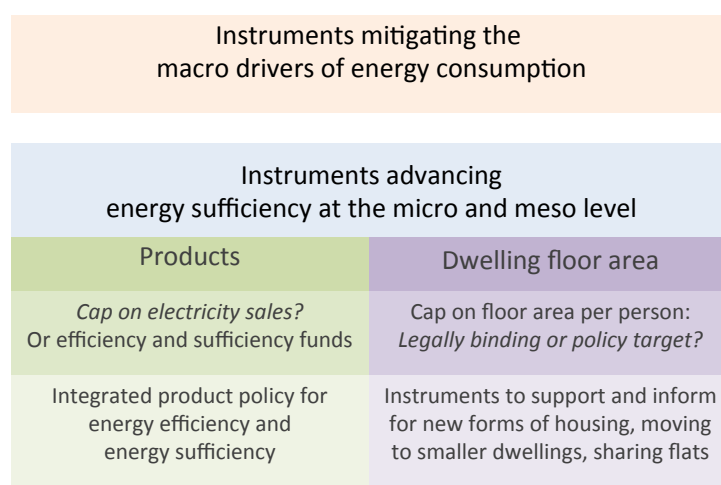 Instruments mitigating the
macro drivers of energy consumption
Instruments advancing
energy sufficiency at the micro and meso level
Products
Dwelling floor area
Cap on electricity sales?
Or efficiency and sufficiency funds
Cap on floor area per person:
Legally binding or policy target?
Integrated product policy for
energy efficiency and
energy sufficiency
Instruments to support and inform
for new forms of housing, moving
to smaller dwellings, sharing flats